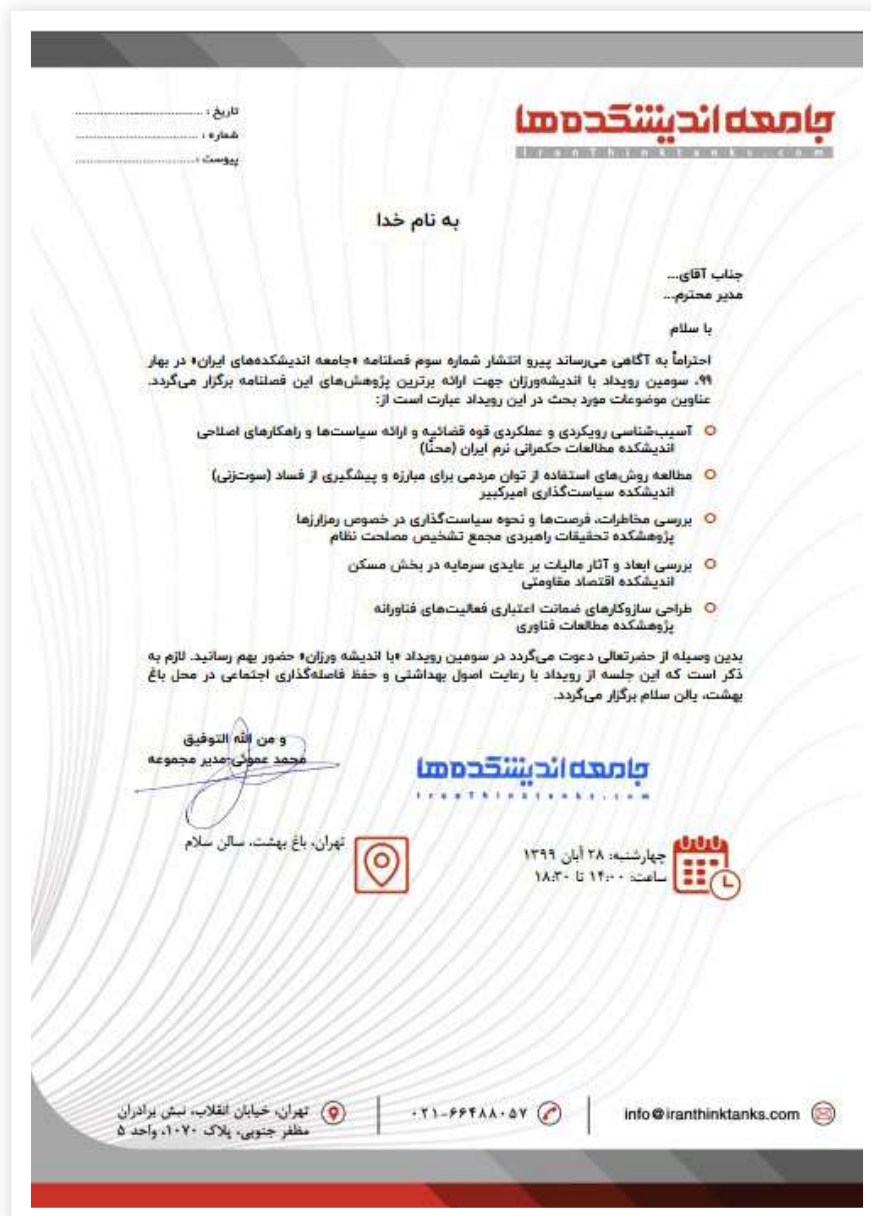 جامعه اندیشکده‌ها
IranThinktanks.com
تاریخ : ........................................
شماره : ........................................
پیوست : ........................................
به نام خدا
جناب آقای...
مدیر محترم...
با سلام
احتراماً به آگاهی می‌رساند پیرو انتشار شماره سوم فصلنامه «جامعه اندیشکده‌های ایران» در بهار
۹۹، سومین رویداد با اندیشه‌ورزان جهت ارائه برترین پژوهش‌های این فصلنامه برگزار می‌گردد.
عناوین موضوعات مورد بحث در این رویداد عبارت است از:
آسیب‌شناسی رویکردی و عملکردی قوه قضائیه و ارائه سیاست‌ها و راهکارهای اصلاحی
اندیشکده مطالعات حکمرانی نرم ایران (محنّا)
مطالعه روش‌های استفاده از توان مردمی برای مبارزه و پیشگیری از فساد (سوت‌زنی)
اندیشکده سیاست‌گذاری امیرکبیر
بررسی مخاطرات، فرصت‌ها و نحوه سیاست‌گذاری در خصوص رمزارزها
پژوهشکده تحقیقات راهبردی مجمع تشخیص مصلحت نظام
بررسی ابعاد و آثار مالیات بر عایدی سرمایه در بخش مسکن
اندیشکده اقتصاد مقاومتی
طراحی سازوکارهای ضمانت اعتباری فعالیت‌های فناورانه
پژوهشکده مطالعات فناوری
بدین وسیله از حضرتعالی دعوت می‌گردد در سومین رویداد «با اندیشه ورزان» حضور بهم رسانید. لازم به
ذکر است که این جلسه از رویداد با رعایت اصول بهداشتی و حفظ فاصله‌گذاری اجتماعی در محل باغ
بهشت، یالن سلام برگزار می‌گردد.
و من الله التوفیق
محمد عموئی-مدیر مجموعه
جامعه اندیشکده‌ها
IranThinktanks.com
چهارشنبه: ۲۸ آبان ۱۳۹۹
ساعت: ۱۴:۰۰ تا ۱۸:۳۰
تهران، باغ بهشت، سالن سلام
info@iranthinktanks.com
۰۲۱-۶۶۴۸۸۰۵۷
تهران، خیابان انقلاب، نبش برادران
مظفر جنوبی، پلاک ۱۰۷۰، واحد ۵